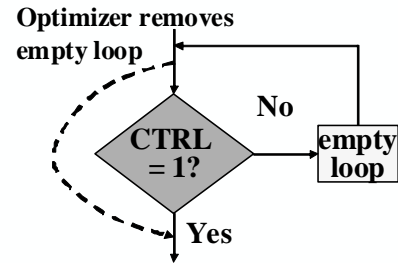 Optimizer removes
empty loop
No
CTRL
= 1?
empty
loop
Yes